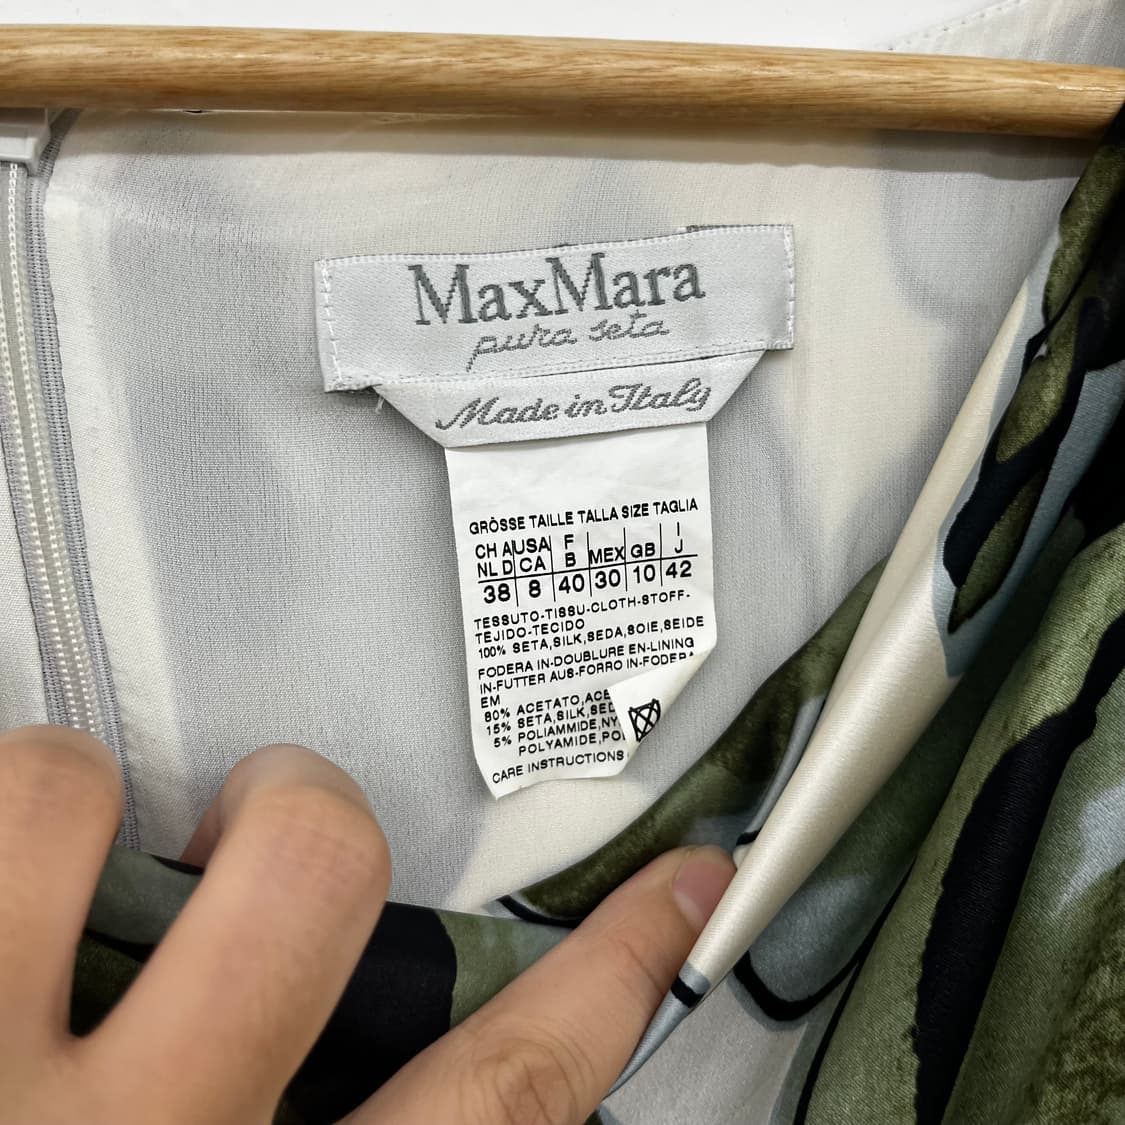 MaxMara
pura seta
Made in Italy
GRÖSSE TAILLE TALLA SIZE TAGLIA
CH A USA F MEX GB I
NL D CA B J
38 8 40 30 10 42
TESSUTO-TISSU-CLOTH-STOFF-
TEJIDO-TECIDO
100% SETA,SILK,SEDA,SOIE,SEIDE
FODERA IN-DOUBLURE EN-LINING
IN-FUTTER AUS-FORRO IN-FODERA
EM
80% ACETATO,ACE
15% SETA,SILK,SED
5% POLIAMMIDE,NY
POLYAMIDE,PO
CARE INSTRUCTIONS